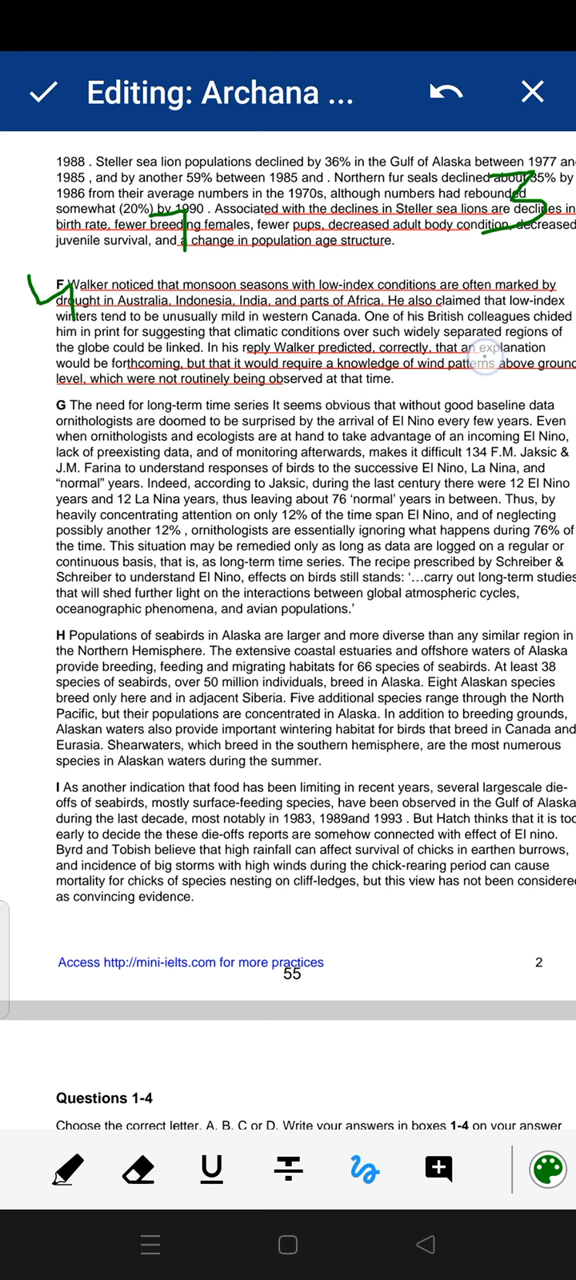 Editing: Archana ...
1988 . Steller sea lion populations declined by 36% in the Gulf of Alaska between 1977 an
1985 , and by another 59% between 1985 and . Northern fur seals declined about 35% by
1986 from their average numbers in the 1970s, although numbers had rebounded
somewhat (20%) by 1990 . Associated with the declines in Steller sea lions are declines in
birth rate, fewer breeding females, fewer pups, decreased adult body condition, decreased
juvenile survival, and a change in population age structure.
7
3
4
F Walker noticed that monsoon seasons with low-index conditions are often marked by
drought in Australia, Indonesia, India, and parts of Africa. He also claimed that low-index
winters tend to be unusually mild in western Canada. One of his British colleagues chided
him in print for suggesting that climatic conditions over such widely separated regions of
the globe could be linked. In his reply Walker predicted, correctly, that an explanation
would be forthcoming, but that it would require a knowledge of wind patterns above ground
level, which were not routinely being observed at that time.
G The need for long-term time series It seems obvious that without good baseline data
ornithologists are doomed to be surprised by the arrival of El Nino every few years. Even
when ornithologists and ecologists are at hand to take advantage of an incoming El Nino,
lack of preexisting data, and of monitoring afterwards, makes it difficult 134 F.M. Jaksic &
J.M. Farina to understand responses of birds to the successive El Nino, La Nina, and
“normal” years. Indeed, according to Jaksic, during the last century there were 12 El Nino
years and 12 La Nina years, thus leaving about 76 ‘normal’ years in between. Thus, by
heavily concentrating attention on only 12% of the time span El Nino, and of neglecting
possibly another 12% , ornithologists are essentially ignoring what happens during 76% of
the time. This situation may be remedied only as long as data are logged on a regular or
continuous basis, that is, as long-term time series. The recipe prescribed by Schreiber &
Schreiber to understand El Nino, effects on birds still stands: ‘…carry out long-term studies
that will shed further light on the interactions between global atmospheric cycles,
oceanographic phenomena, and avian populations.’
H Populations of seabirds in Alaska are larger and more diverse than any similar region in
the Northern Hemisphere. The extensive coastal estuaries and offshore waters of Alaska
provide breeding, feeding and migrating habitats for 66 species of seabirds. At least 38
species of seabirds, over 50 million individuals, breed in Alaska. Eight Alaskan species
breed only here and in adjacent Siberia. Five additional species range through the North
Pacific, but their populations are concentrated in Alaska. In addition to breeding grounds,
Alaskan waters also provide important wintering habitat for birds that breed in Canada and
Eurasia. Shearwaters, which breed in the southern hemisphere, are the most numerous
species in Alaskan waters during the summer.
I As another indication that food has been limiting in recent years, several largescale die-
offs of seabirds, mostly surface-feeding species, have been observed in the Gulf of Alaska
during the last decade, most notably in 1983, 1989and 1993 . But Hatch thinks that it is too
early to decide the these die-offs reports are somehow connected with effect of El nino.
Byrd and Tobish believe that high rainfall can affect survival of chicks in earthen burrows,
and incidence of big storms with high winds during the chick-rearing period can cause
mortality for chicks of species nesting on cliff-ledges, but this view has not been considere
as convincing evidence.
Access http://mini-ielts.com for more practices
2
55
Questions 1-4
Choose the correct letter, A, B, C or D. Write your answers in boxes 1-4 on your answer